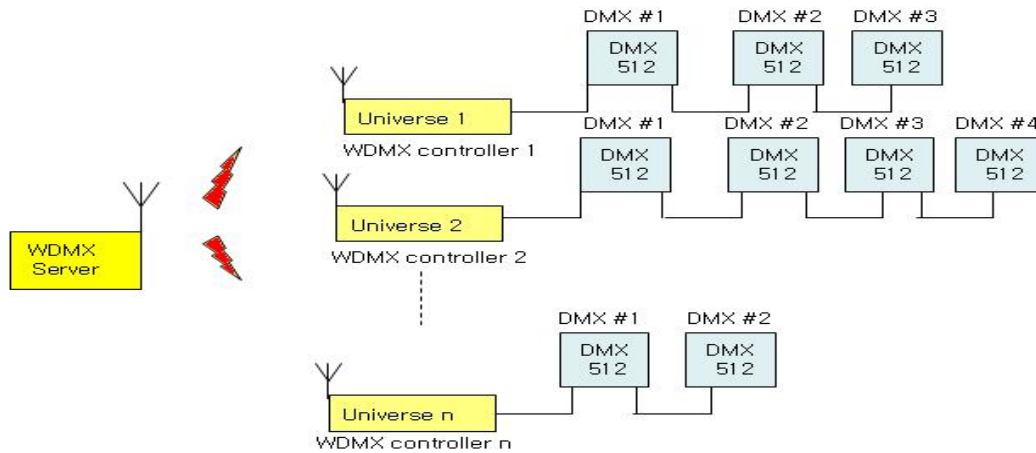 DMX #1
DMX #2
DMX #3
DMX
512
DMX
512
DMX
512
Universe 1
WDMX controller 1
DMX #1
DMX #2
DMX #3
DMX #4
DMX
512
DMX
512
DMX
512
DMX
512
Universe 2
WDMX controller 2
WDMX
Server
DMX #1
DMX #2
DMX
512
DMX
512
Universe n
WDMX controller n